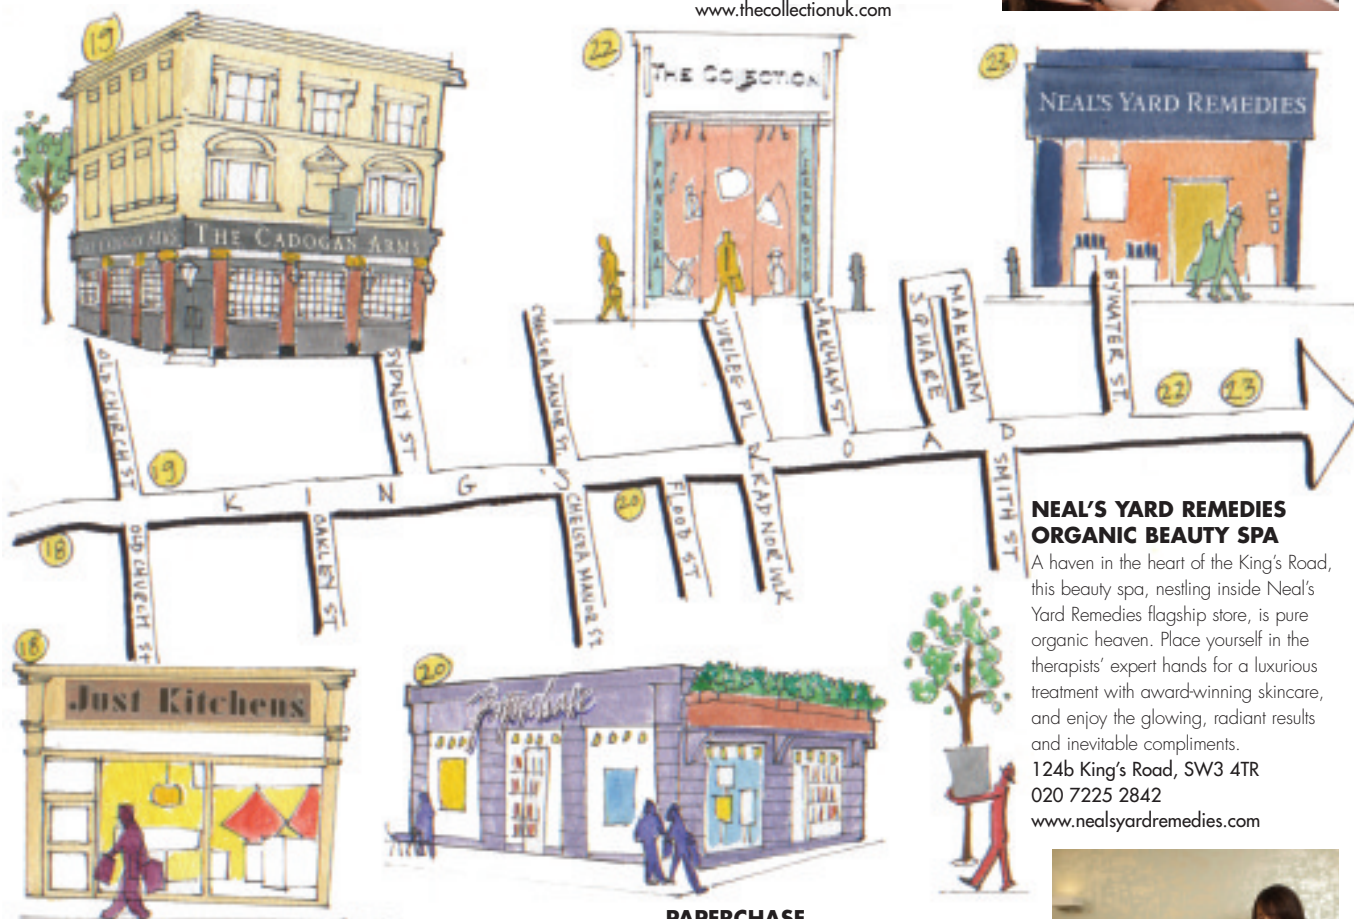 www.thecollectionuk.com
19
22
23
THE COLLECTION
NEAL'S YARD REMEDIES
PANDORA
THE CADOGAN ARMS
OLD CHURCH ST
SYDNEY ST
CHELSEA MANOR ST.
JUBILEE PL
MARKHAM ST
MARKHAM
SQUARE
BYWATER ST.
22
23
19
KING'S ROAD
18
20
OLD CHURCH ST
OAKLEY ST
CHELSEA MANOR ST
FLOOD ST
RADNOR WLK
SMITH ST
NEAL'S YARD REMEDIES
ORGANIC BEAUTY SPA
A haven in the heart of the King's Road,
this beauty spa, nestling inside Neal's
Yard Remedies flagship store, is pure
organic heaven. Place yourself in the
therapists' expert hands for a luxurious
treatment with award-winning skincare,
and enjoy the glowing, radiant results
and inevitable compliments.
124b King's Road, SW3 4TR
020 7225 2842
www.nealsyardremedies.com
18
Just Kitchens
20
Paperchase
PAPERCHASE